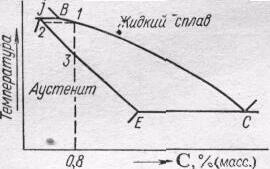 J B 1 Жидкий сплав
2
3
Аустенит
E C
Температура
0,8 C, % (масс.)